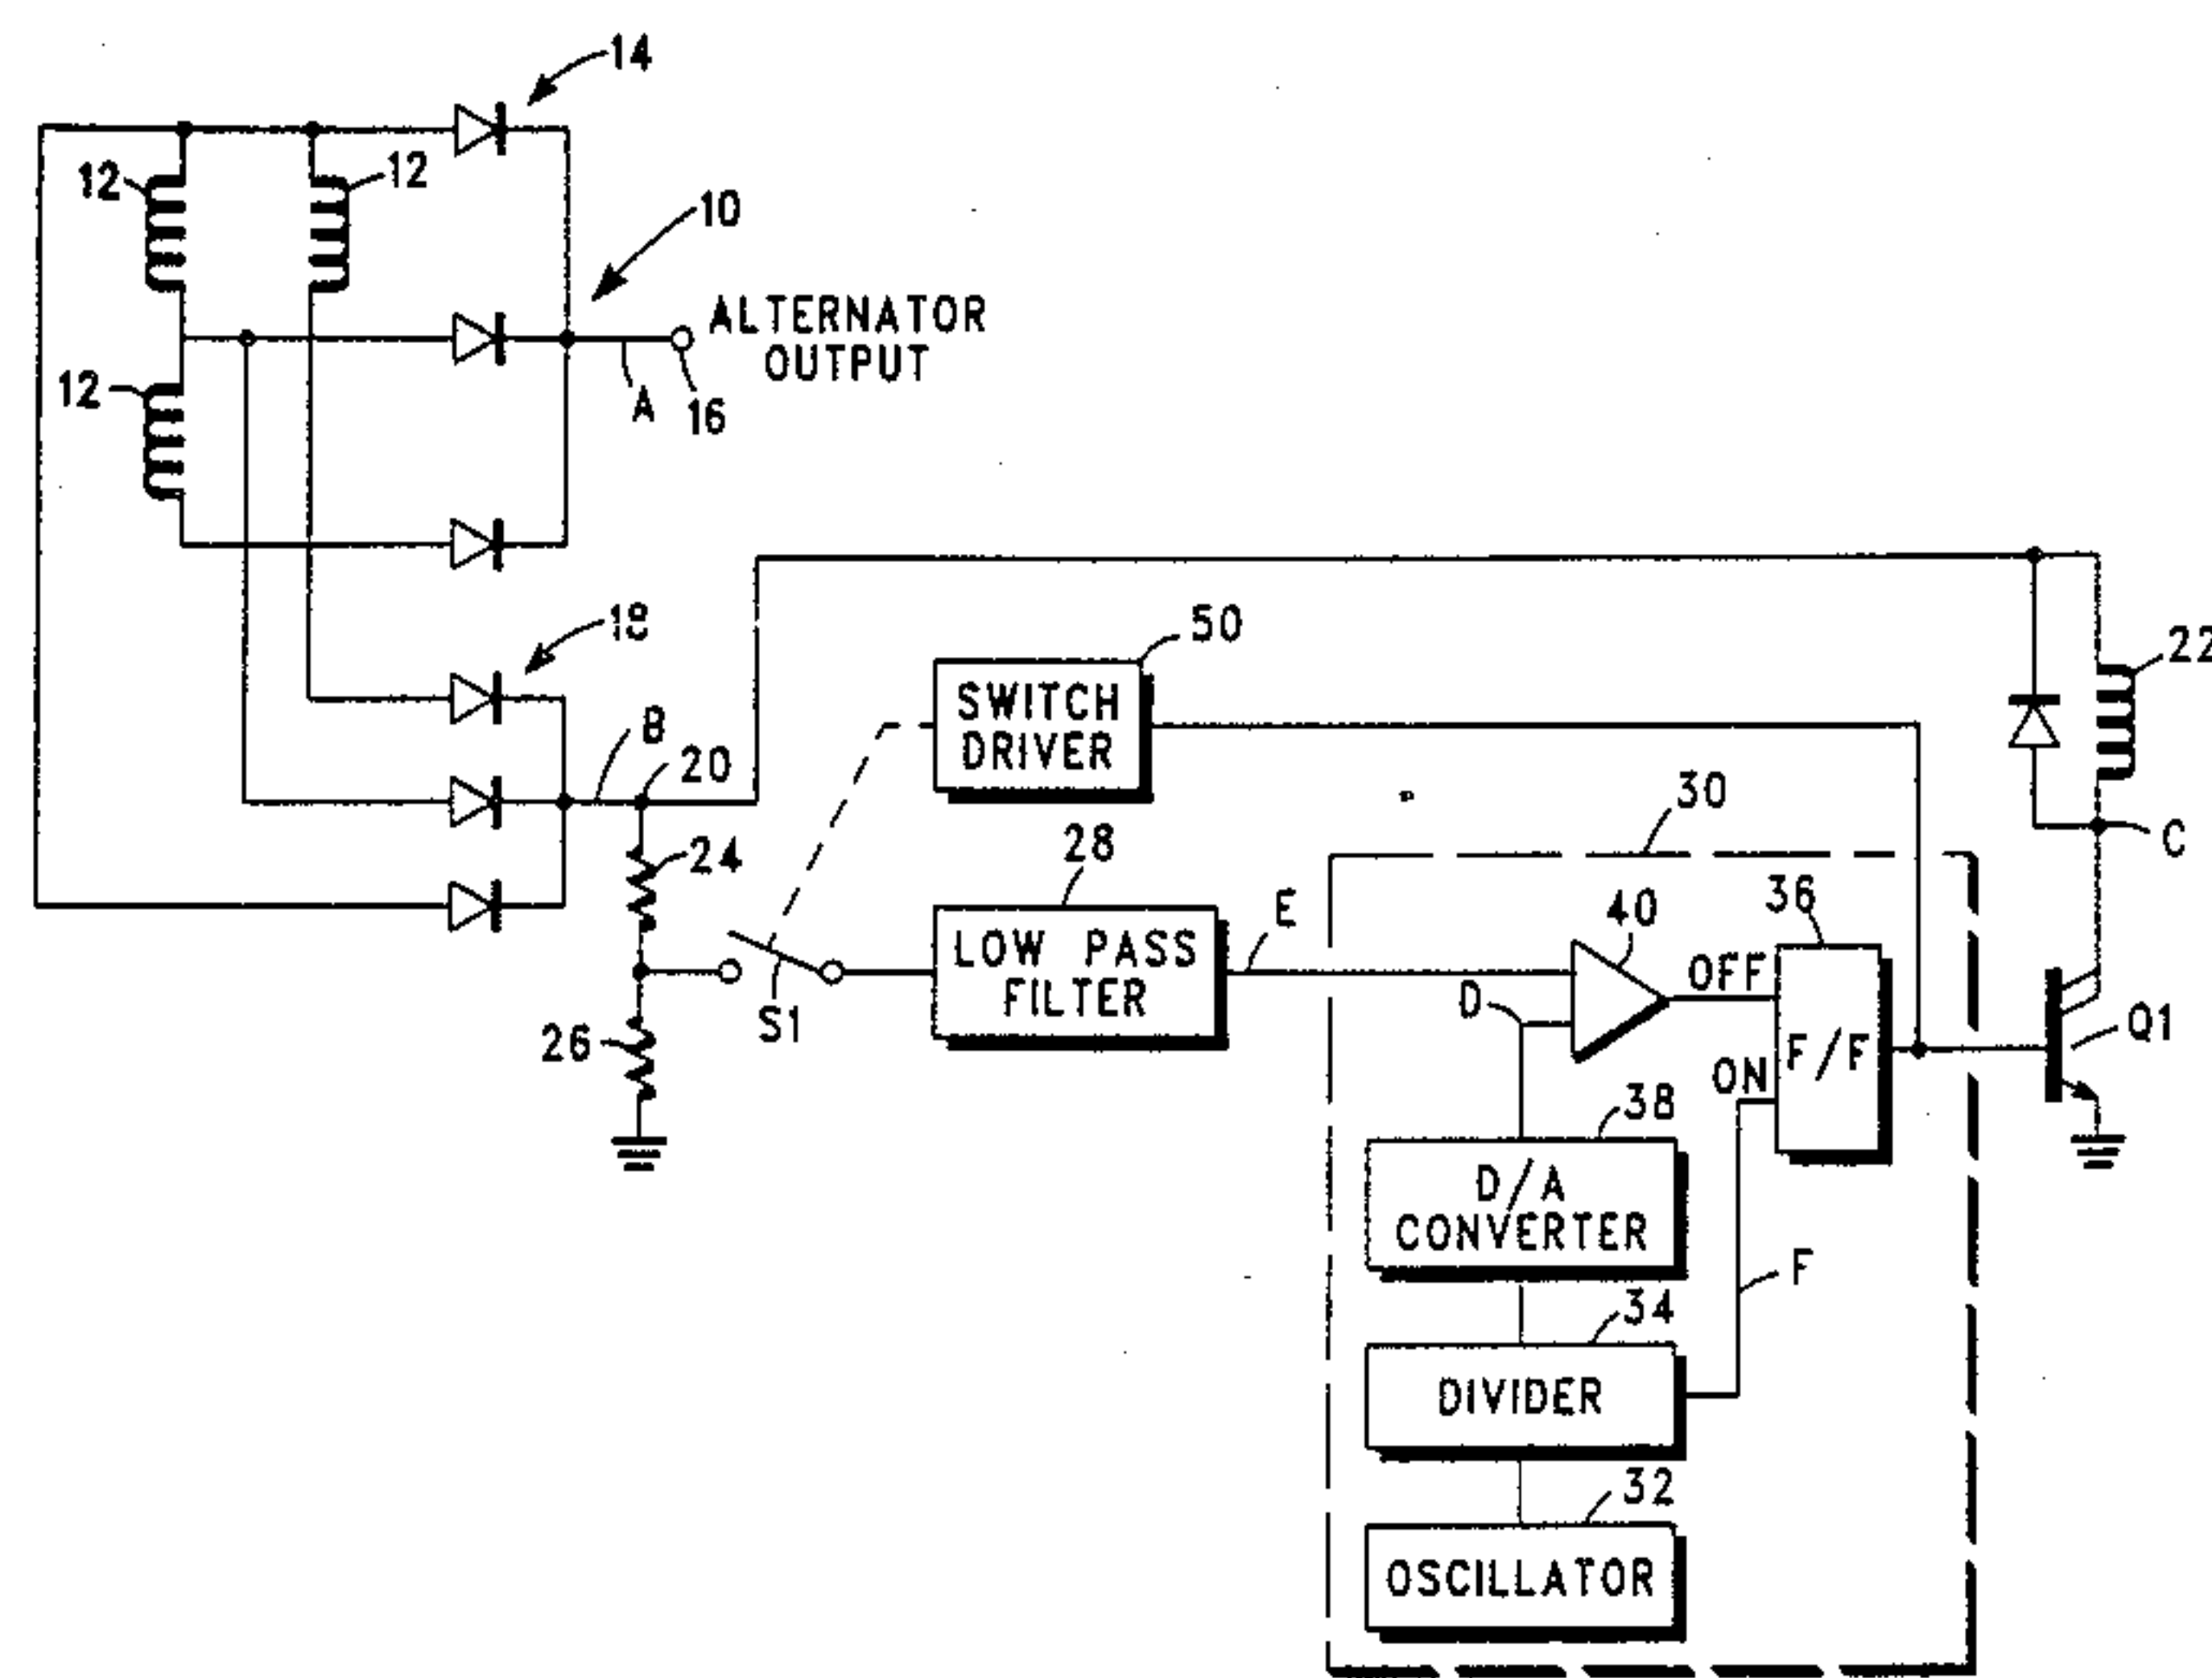 14
12
12
10
ALTERNATOR
OUTPUT
12
A
16
18
50
22
SWITCH
DRIVER
B
20
30
28
C
24
36
E
40
LOW PASS
FILTER
OFF
D
S1
Q1
26
F/F
ON
38
D/A
CONVERTER
F
34
DIVIDER
32
OSCILLATOR